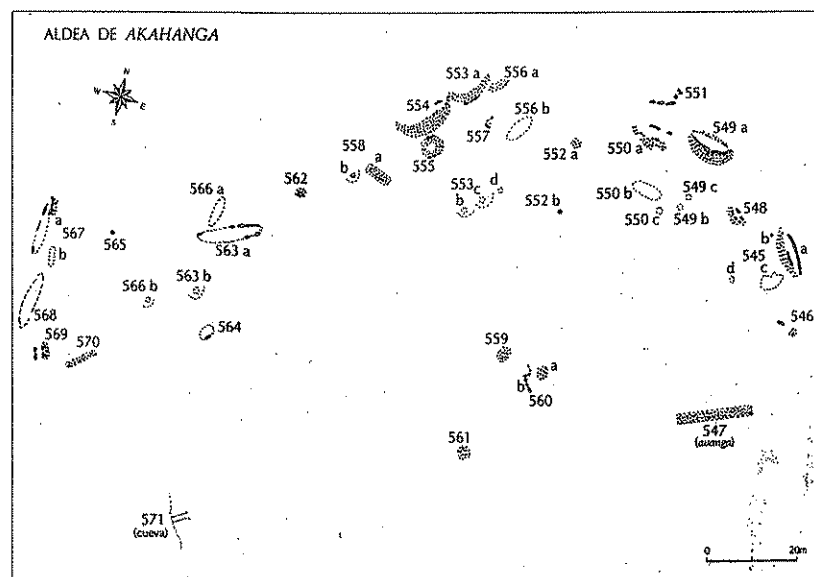 ALDEA DE AKAHANGA
N
W
E
S
553 a
556 a
551
554
556 b
549 a
557
550 a
558
a
555
552 a
b
562
d
566 a
553
c
b
550 b
549 c
552 b
a
567
565
563 a
550 c
549 b
548
b
b
545
a
566 b
563 b
d
c
568
564
546
569
570
559
a
b
560
547
(auanga)
561
571
(cueva)
0
20m